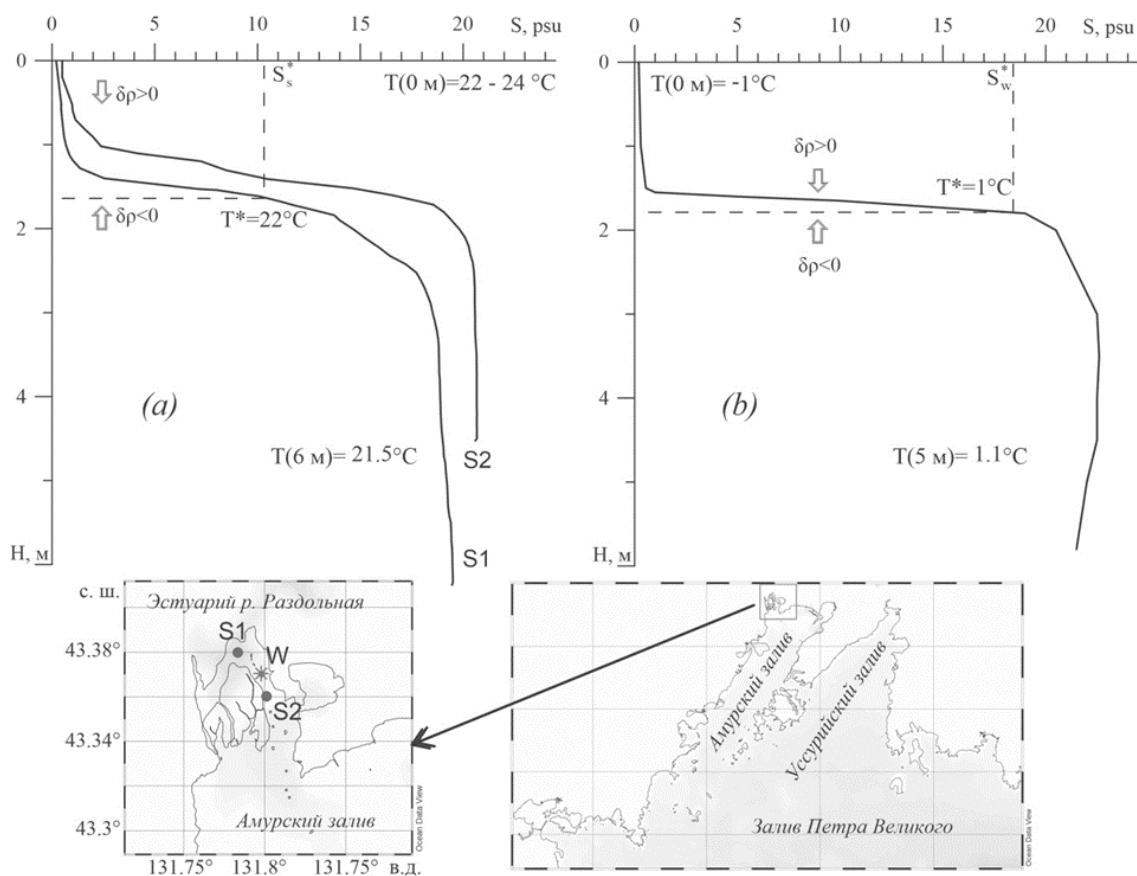 0 5 10 15 20 S, psu
0
S*s
T(0 м)=22 - 24 °C
δρ>0
δρ<0
T*=22°C
2
4
(a)
T(6 м)= 21.5°C
S2
S1
Н, м
0 5 10 15 20 S, psu
0
T(0 м)= -1°C
S*w
δρ>0
T*=1°C
δρ<0
2
4
(b)
T(5 м)= 1.1°C
Н, м
с. ш.
Эстуарий р. Раздольная
S1
43.38°
W
S2
43.34°
43.3°
Амурский залив
Ocean Data View
131.75° 131.8° 131.75° в.д.
Амурский залив
Уссурийский залив
Залив Петра Великого
Ocean Data View